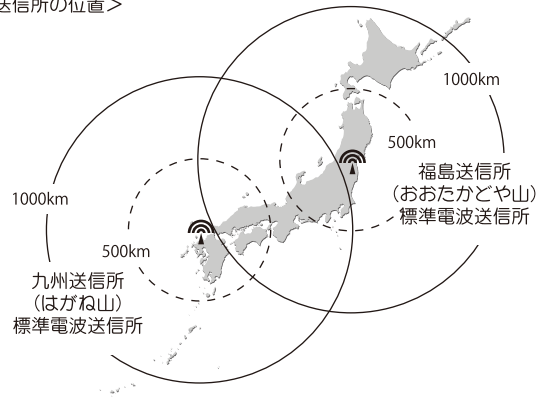 送信所の位置＞
1000km
500km
福島送信所
（おおたかどや山）
標準電波送信所
1000km
500km
九州送信所
（はがね山）
標準電波送信所